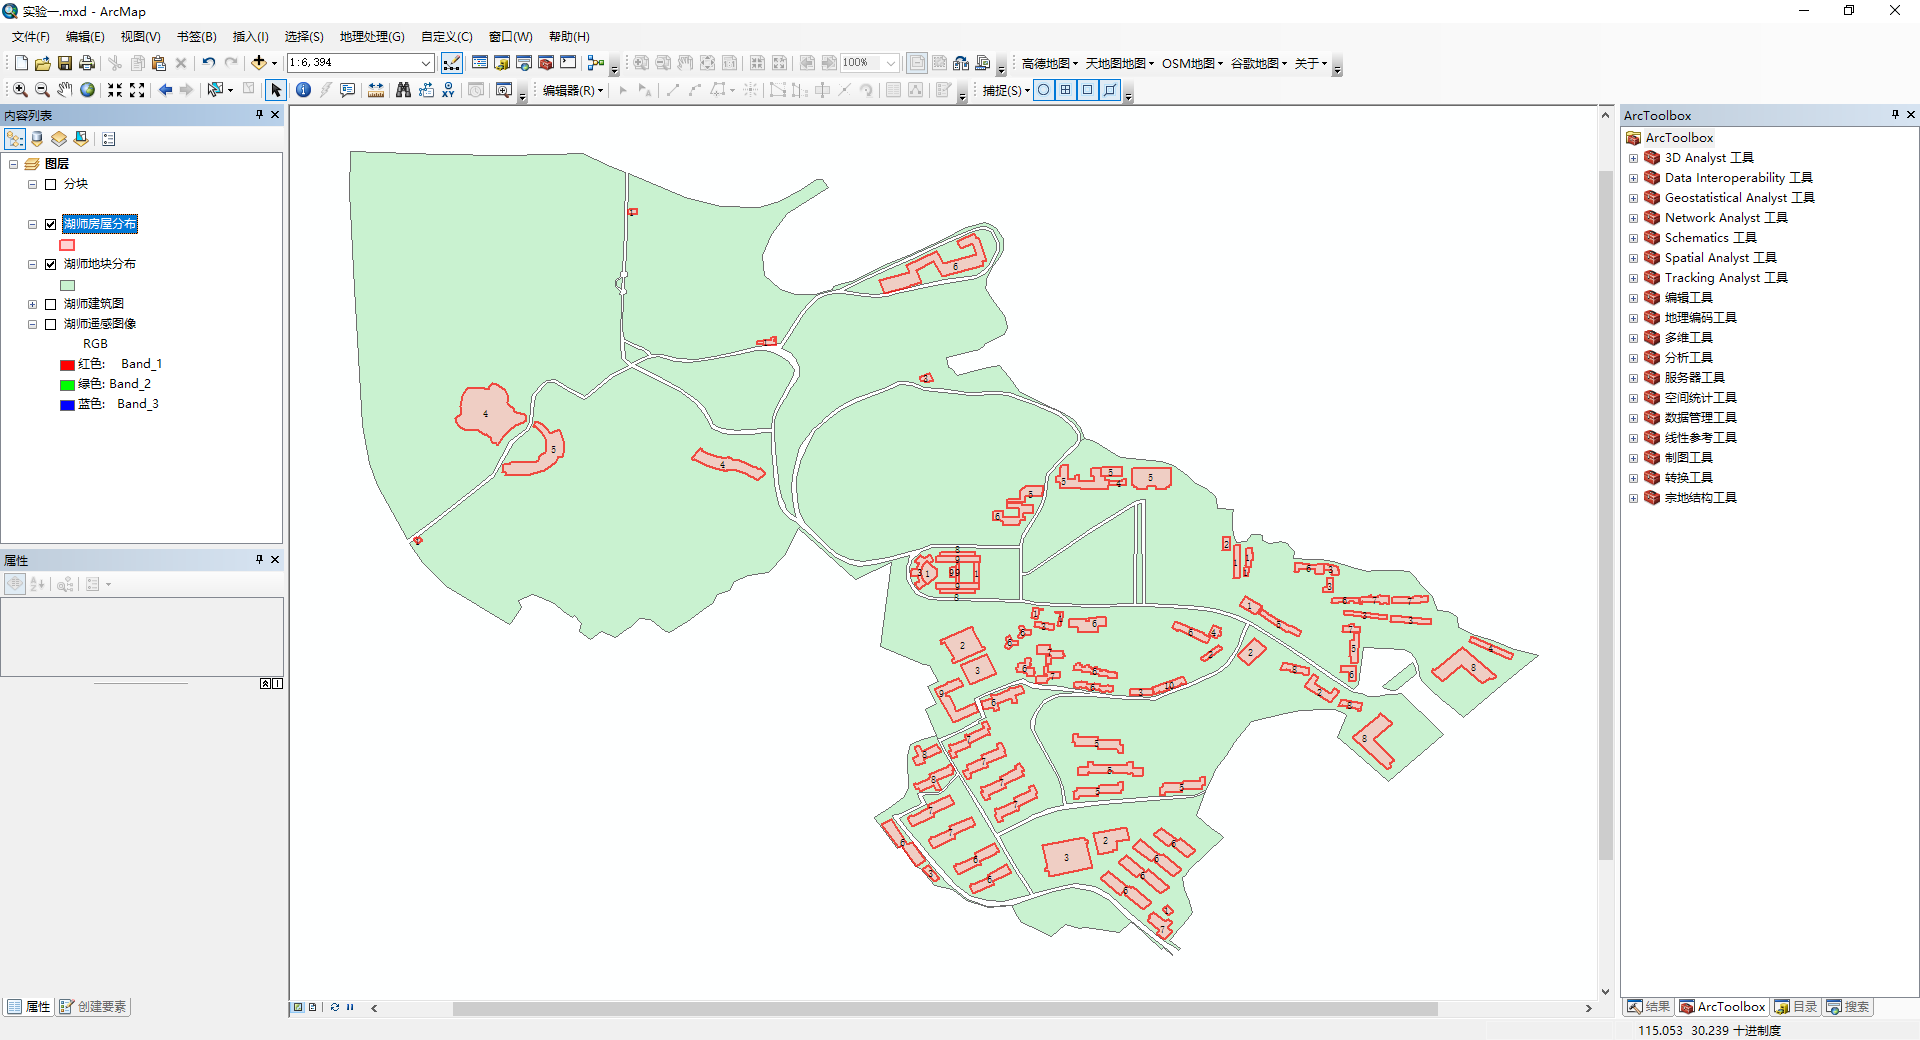 实验一.mxd - ArcMap
文件(F) 编辑(E) 视图(V) 书签(B) 插入(I) 选择(S) 地理处理(G) 自定义(C) 窗口(W) 帮助(H)
1:6,394 100% 高德地图 天地图地图 OSM地图 谷歌地图 关于
编辑器(R) 捕捉(S)
内容列表
图层
分块
湖师房屋分布
湖师地块分布
湖师建筑图
湖师遥感图像
RGB
红色: Band_1
绿色: Band_2
蓝色: Band_3
属性
属性 创建要素
ArcToolbox
ArcToolbox
3D Analyst 工具
Data Interoperability 工具
Geostatistical Analyst 工具
Network Analyst 工具
Schematics 工具
Spatial Analyst 工具
Tracking Analyst 工具
编辑工具
地理编码工具
多维工具
分析工具
服务器工具
空间统计工具
数据管理工具
线性参考工具
制图工具
转换工具
宗地结构工具
结果 ArcToolbox 目录 搜索
115.053 30.239 十进制度